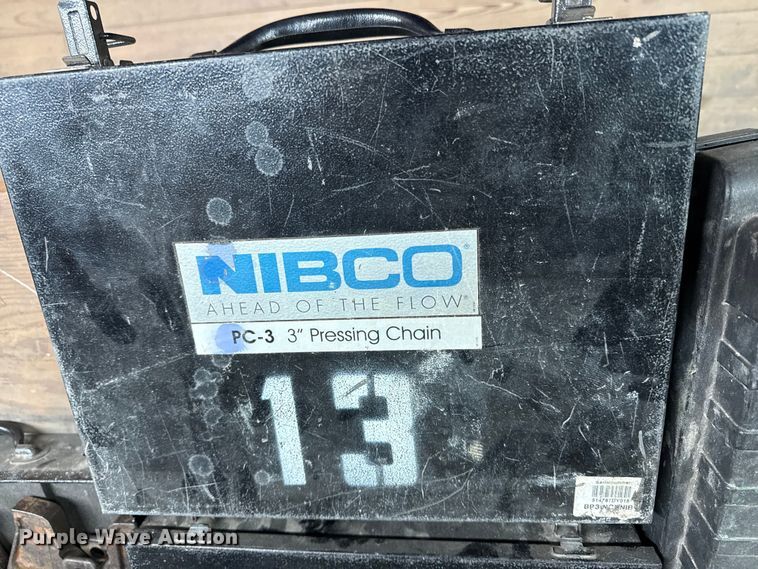 NIBCO®
AHEAD OF THE FLOW
PC-3 3" Pressing Chain
13
Purple Wave Auction